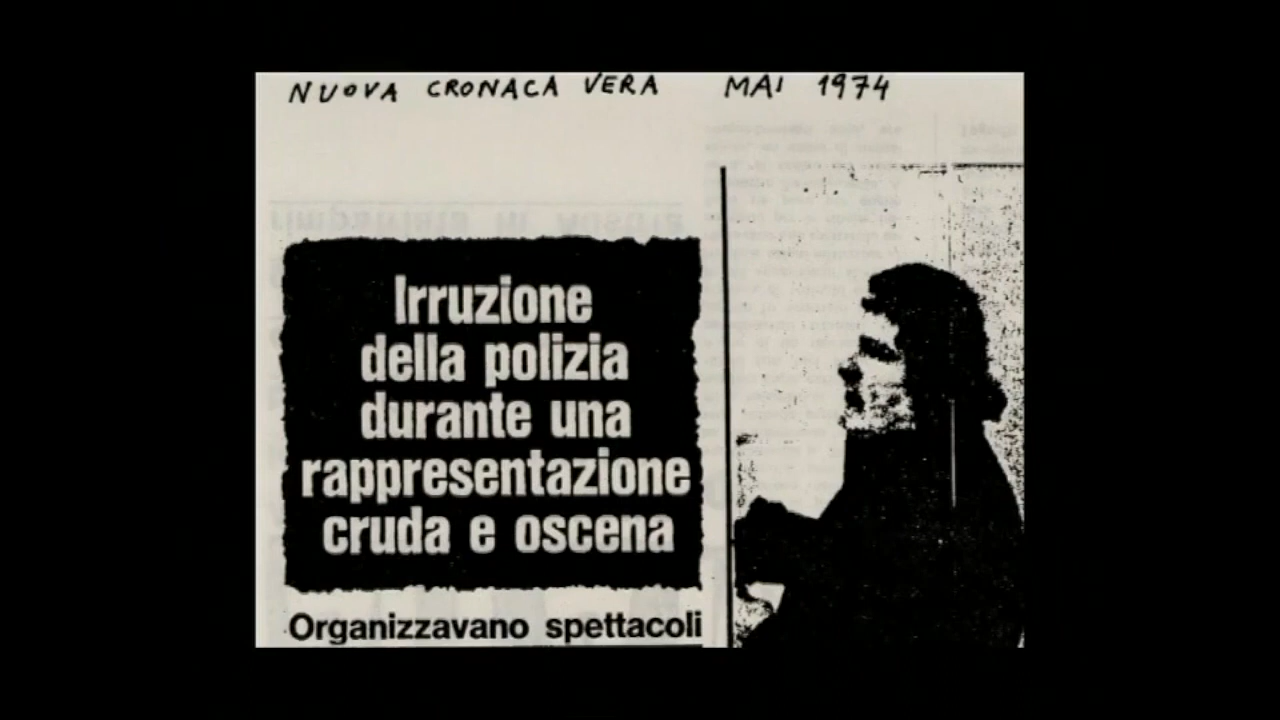 NUOVA CRONACA VERA MAI 1974
Irruzione
della polizia
durante una
rappresentazione
cruda e oscena
Organizzavano spettacoli